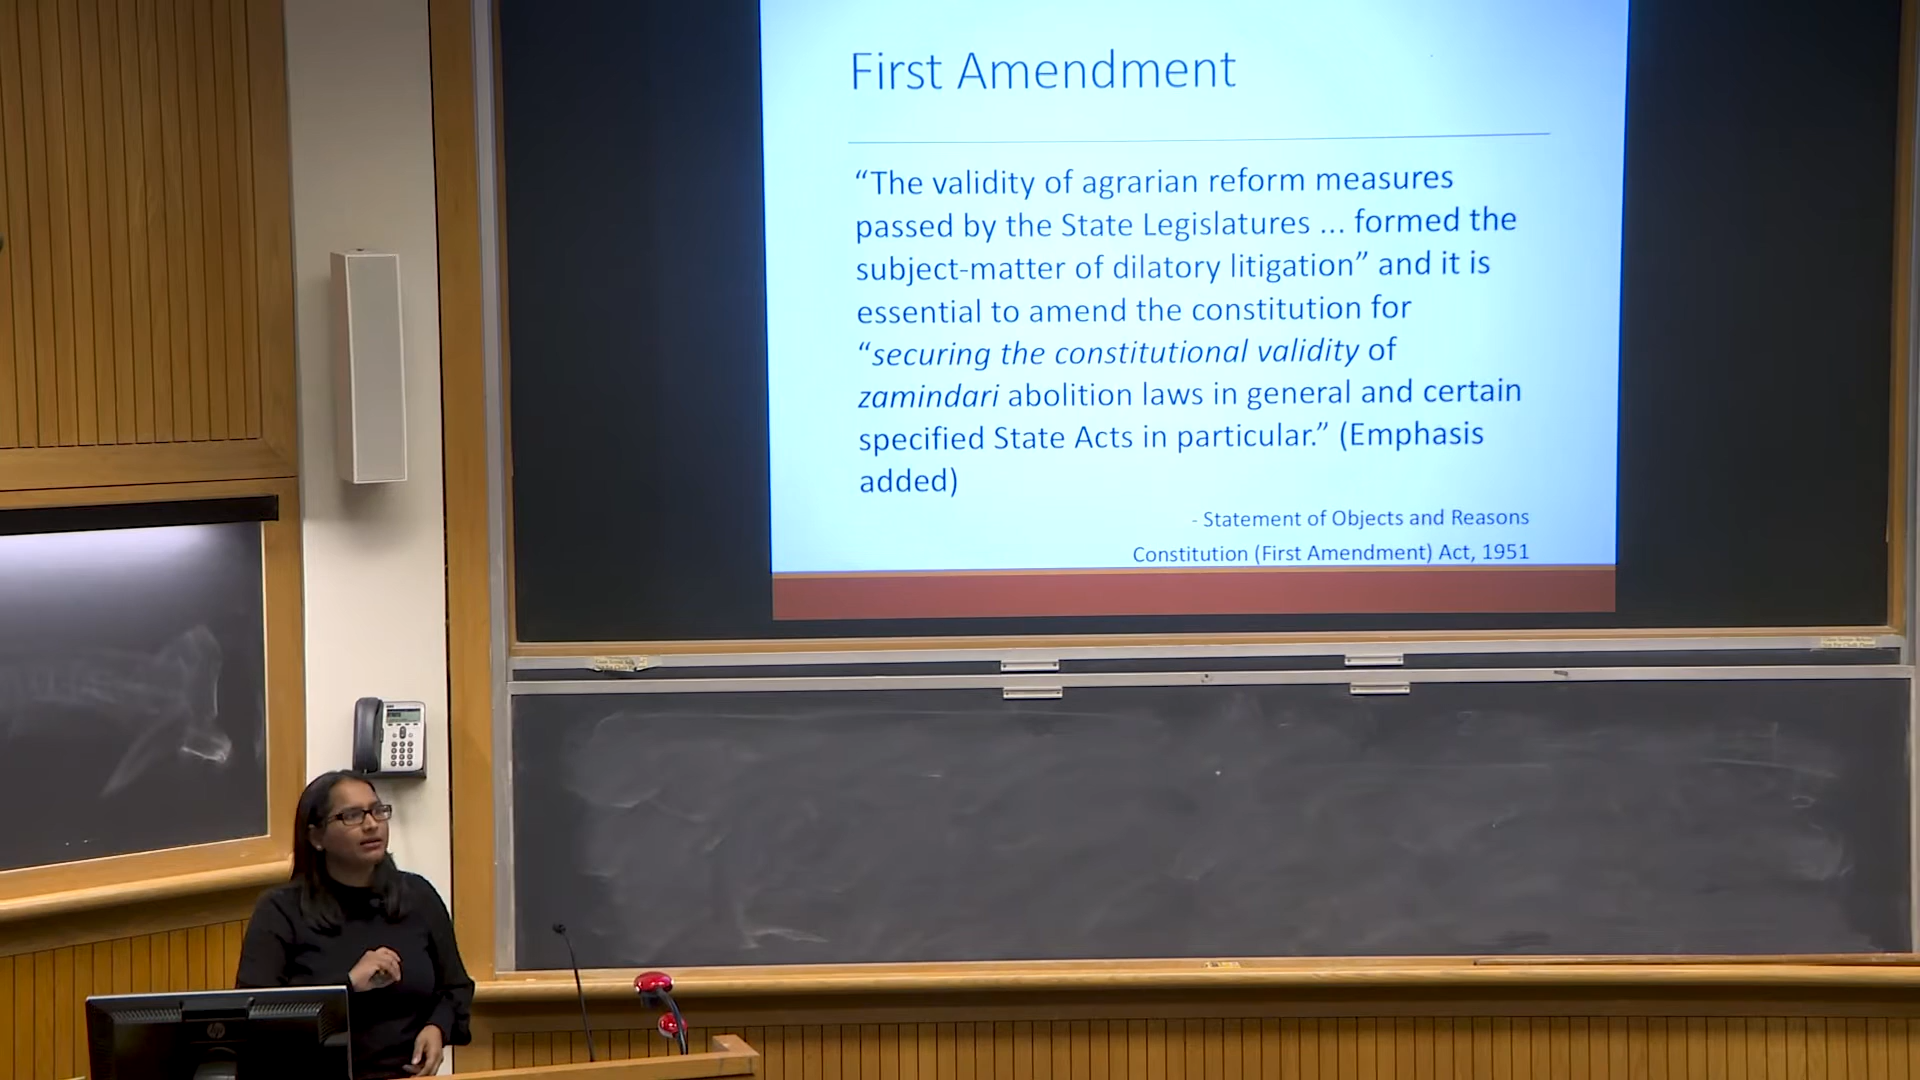 First Amendment
“The validity of agrarian reform measures
passed by the State Legislatures ... formed the
subject-matter of dilatory litigation” and it is
essential to amend the constitution for
“securing the constitutional validity of
zamindari abolition laws in general and certain
specified State Acts in particular.” (Emphasis
added)
- Statement of Objects and Reasons
Constitution (First Amendment) Act, 1951
hp